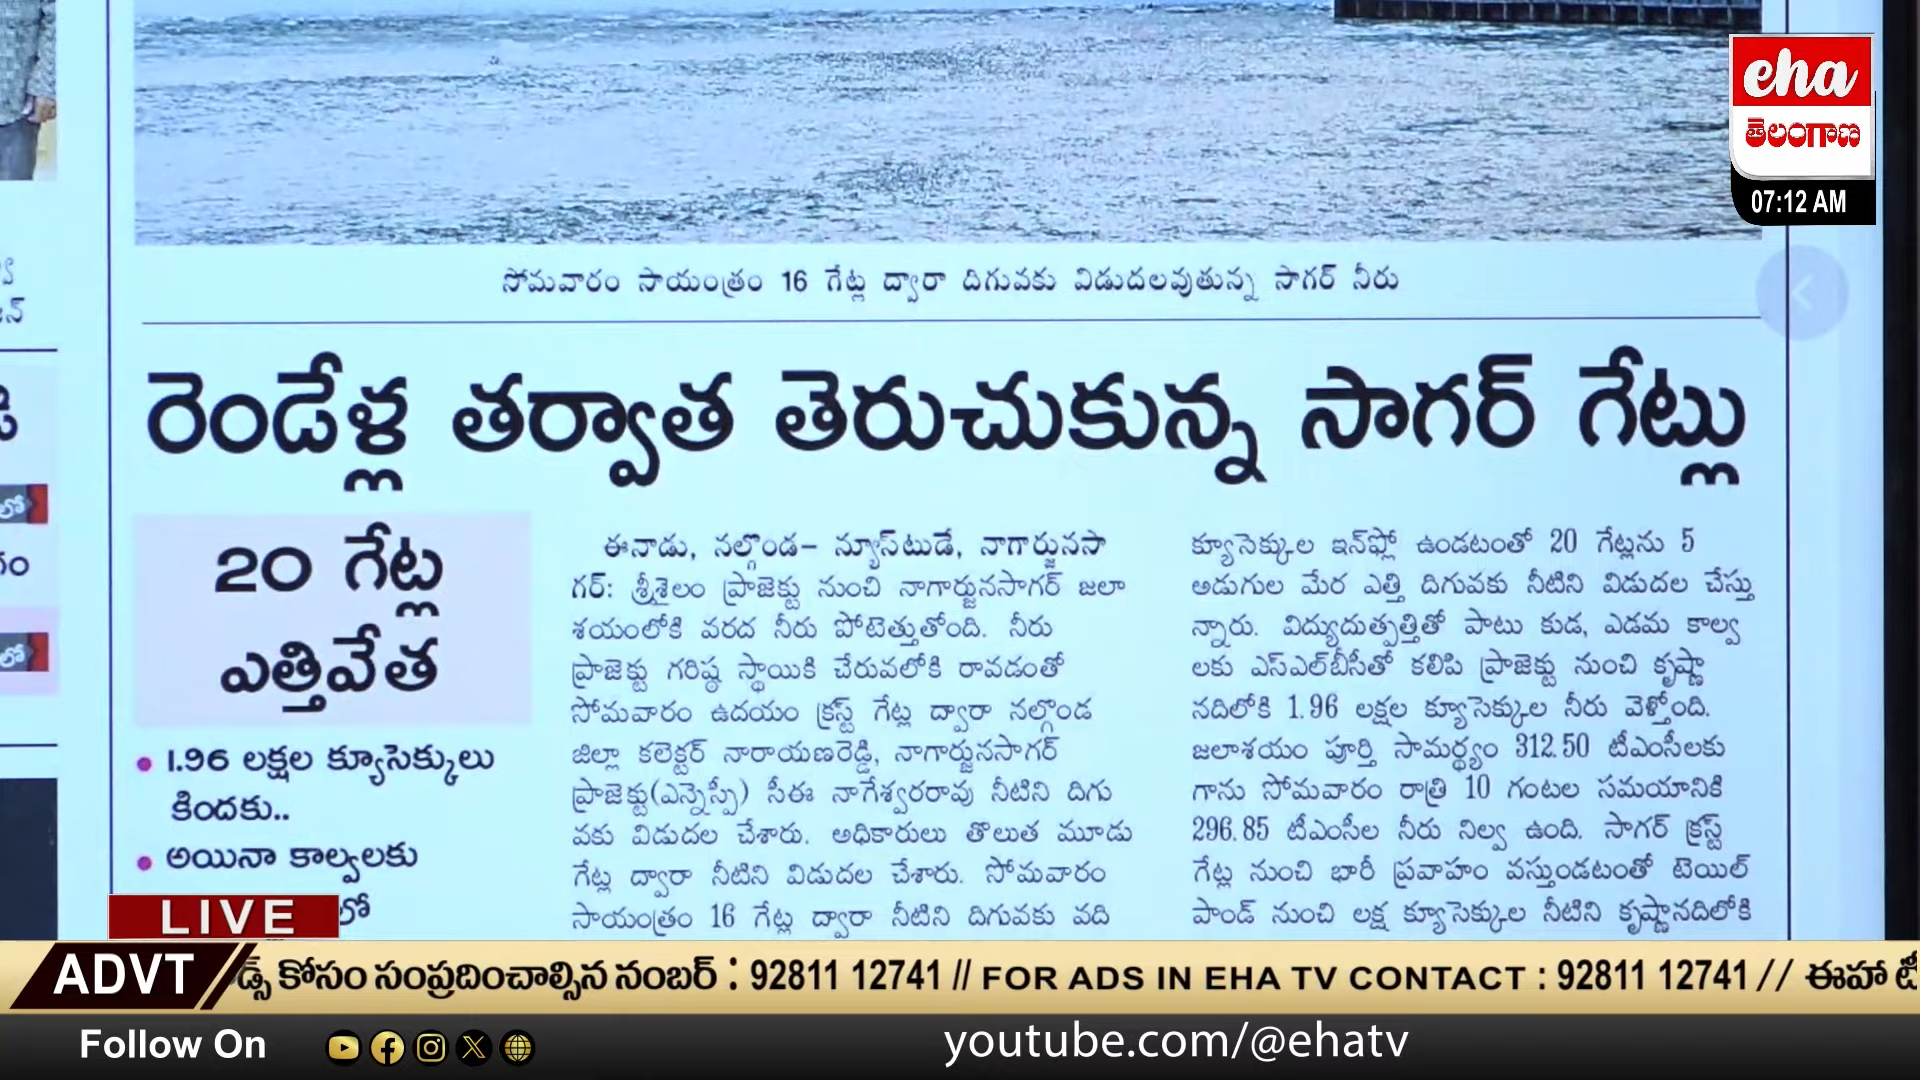 eha
తెలంగాణ
07:12 AM
సోమవారం సాయంత్రం 16 గేట్ల ద్వారా దిగువకు విడుదలవుతున్న సాగర్ నీరు
రెండేళ్ల తర్వాత తెరుచుకున్న సాగర్ గేట్లు
20 గేట్ల
ఎత్తివేత
• 1.96 లక్షల క్యూసెక్కులు
కిందకు..
• అయినా కాల్వలకు
లో
ఈనాడు, నల్గొండ- న్యూస్‌టుడే, నాగార్జునసా
గర్: శ్రీశైలం ప్రాజెక్టు నుంచి నాగార్జునసాగర్ జలా
శయంలోకి వరద నీరు పోటెత్తుతోంది. నీరు
ప్రాజెక్టు గరిష్ఠ స్థాయికి చేరువలోకి రావడంతో
సోమవారం ఉదయం క్రస్ట్ గేట్ల ద్వారా నల్గొండ
జిల్లా కలెక్టర్ నారాయణరెడ్డి, నాగార్జునసాగర్
ప్రాజెక్టు(ఎన్నెస్పీ) సీఈ నాగేశ్వరరావు నీటిని దిగు
వకు విడుదల చేశారు. అధికారులు తొలుత మూడు
గేట్ల ద్వారా నీటిని విడుదల చేశారు. సోమవారం
సాయంత్రం 16 గేట్ల ద్వారా నీటిని దిగువకు వది
క్యూసెక్కుల ఇన్‌ఫ్లో ఉండటంతో 20 గేట్లను 5
అడుగుల మేర ఎత్తి దిగువకు నీటిని విడుదల చేస్తు
న్నారు. విద్యుదుత్పత్తితో పాటు కుడ, ఎడమ కాల్వ
లకు ఎస్ఎల్‌బీసీతో కలిపి ప్రాజెక్టు నుంచి కృష్ణా
నదిలోకి 1.96 లక్షల క్యూసెక్కుల నీరు వెళ్తోంది.
జలాశయం పూర్తి సామర్థ్యం 312.50 టీఎంసీలకు
గాను సోమవారం రాత్రి 10 గంటల సమయానికి
296.85 టీఎంసీల నీరు నిల్వ ఉంది. సాగర్ క్రస్ట్
గేట్ల నుంచి భారీ ప్రవాహం వస్తుండటంతో టెయిల్
పాండ్ నుంచి లక్ష క్యూసెక్కుల నీటిని కృష్ణానదిలోకి
LIVE
ADVT డ్స్ కోసం సంప్రదించాల్సిన నంబర్ : 92811 12741 // FOR ADS IN EHA TV CONTACT : 92811 12741 // ఈహా టీ
Follow On youtube.com/@ehatv